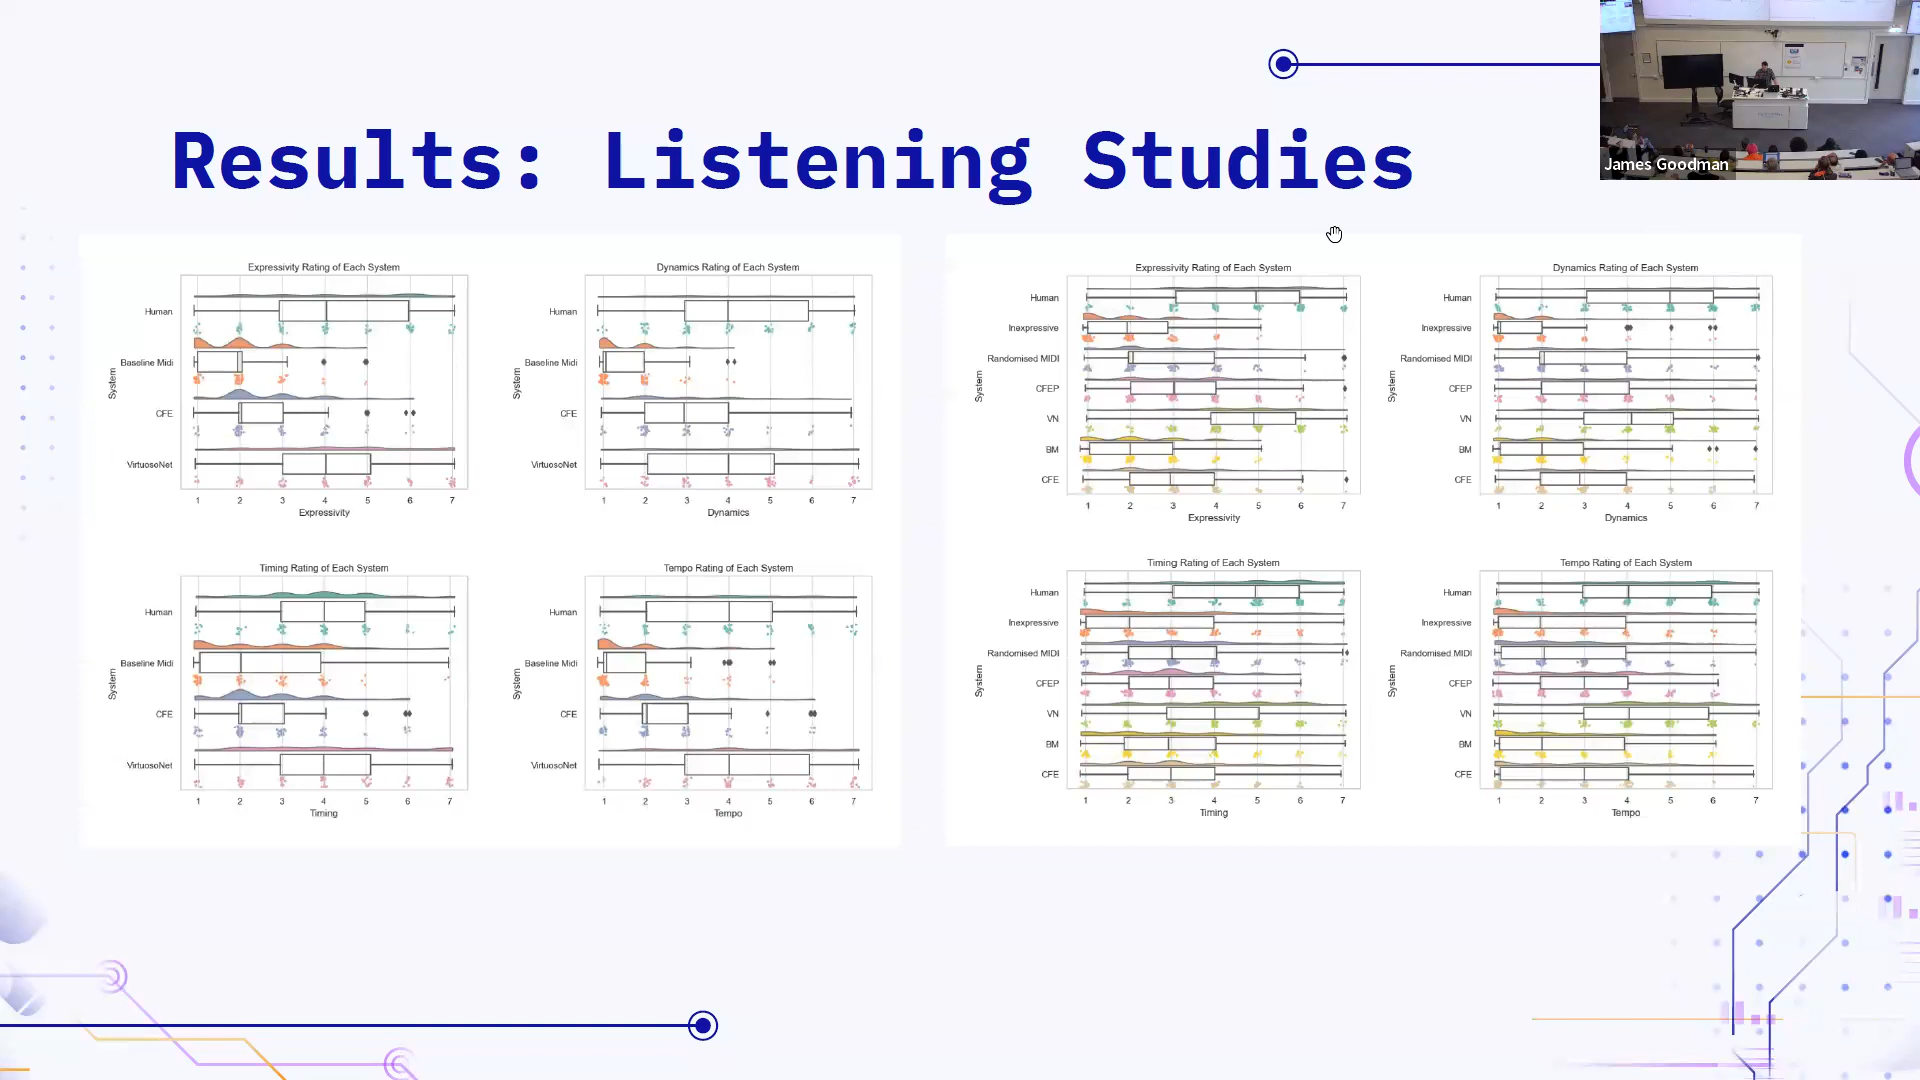 Results: Listening Studies
James Goodman
Expressivity Rating of Each System
System
Human
Baseline Midi
CFE
VirtuosoNet
1 2 3 4 5 6 7
Expressivity
Dynamics Rating of Each System
System
Human
Baseline Midi
CFE
VirtuosoNet
1 2 3 4 5 6 7
Dynamics
Timing Rating of Each System
System
Human
Baseline Midi
CFE
VirtuosoNet
1 2 3 4 5 6 7
Timing
Tempo Rating of Each System
System
Human
Baseline Midi
CFE
VirtuosoNet
1 2 3 4 5 6 7
Tempo
Expressivity Rating of Each System
System
Human
Inexpressive
Randomised MIDI
CFEP
VN
BM
CFE
1 2 3 4 5 6 7
Expressivity
Dynamics Rating of Each System
System
Human
Inexpressive
Randomised MIDI
CFEP
VN
BM
CFE
1 2 3 4 5 6 7
Dynamics
Timing Rating of Each System
System
Human
Inexpressive
Randomised MIDI
CFEP
VN
BM
CFE
1 2 3 4 5 6 7
Timing
Tempo Rating of Each System
System
Human
Inexpressive
Randomised MIDI
CFEP
VN
BM
CFE
1 2 3 4 5 6 7
Tempo